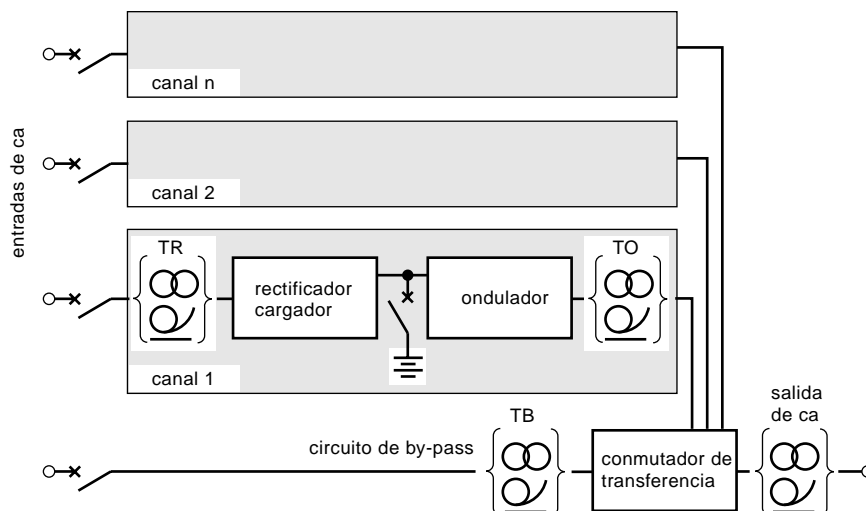 entradas de ca
canal n
canal 2
TR
rectificador
cargador
ondulador
TO
canal 1
circuito de by-pass
TB
conmutador de
transferencia
salida
de ca